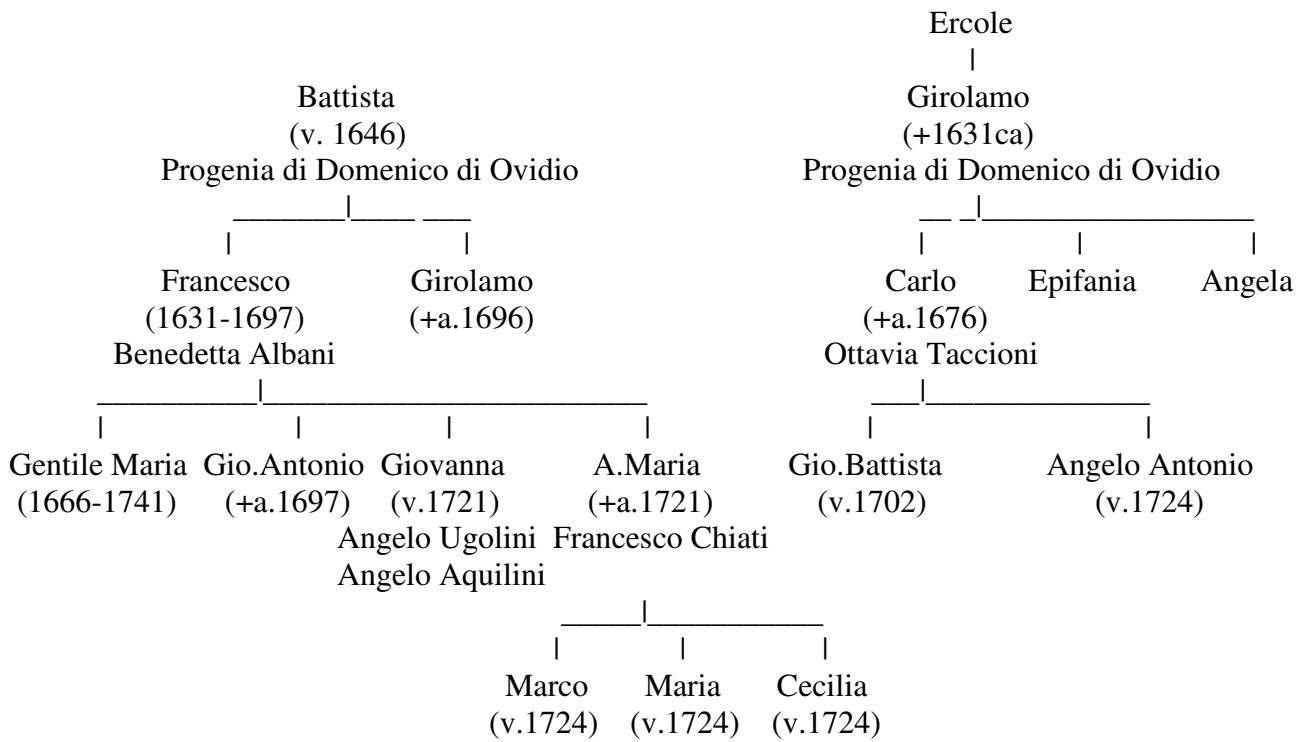 Ercole
Battista Girolamo
(v. 1646) (+1631ca)
Progenia di Domenico di Ovidio Progenia di Domenico di Ovidio
Francesco Girolamo Carlo Epifania Angela
(1631-1697) (+a.1696) (+a.1676)
Benedetta Albani Ottavia Taccioni
Gentile Maria Gio.Antonio Giovanna A.Maria Gio.Battista Angelo Antonio
(1666-1741) (+a.1697) (v.1721) (+a.1721) (v.1702) (v.1724)
Angelo Ugolini Francesco Chiati
Angelo Aquilini
Marco Maria Cecilia
(v.1724) (v.1724) (v.1724)